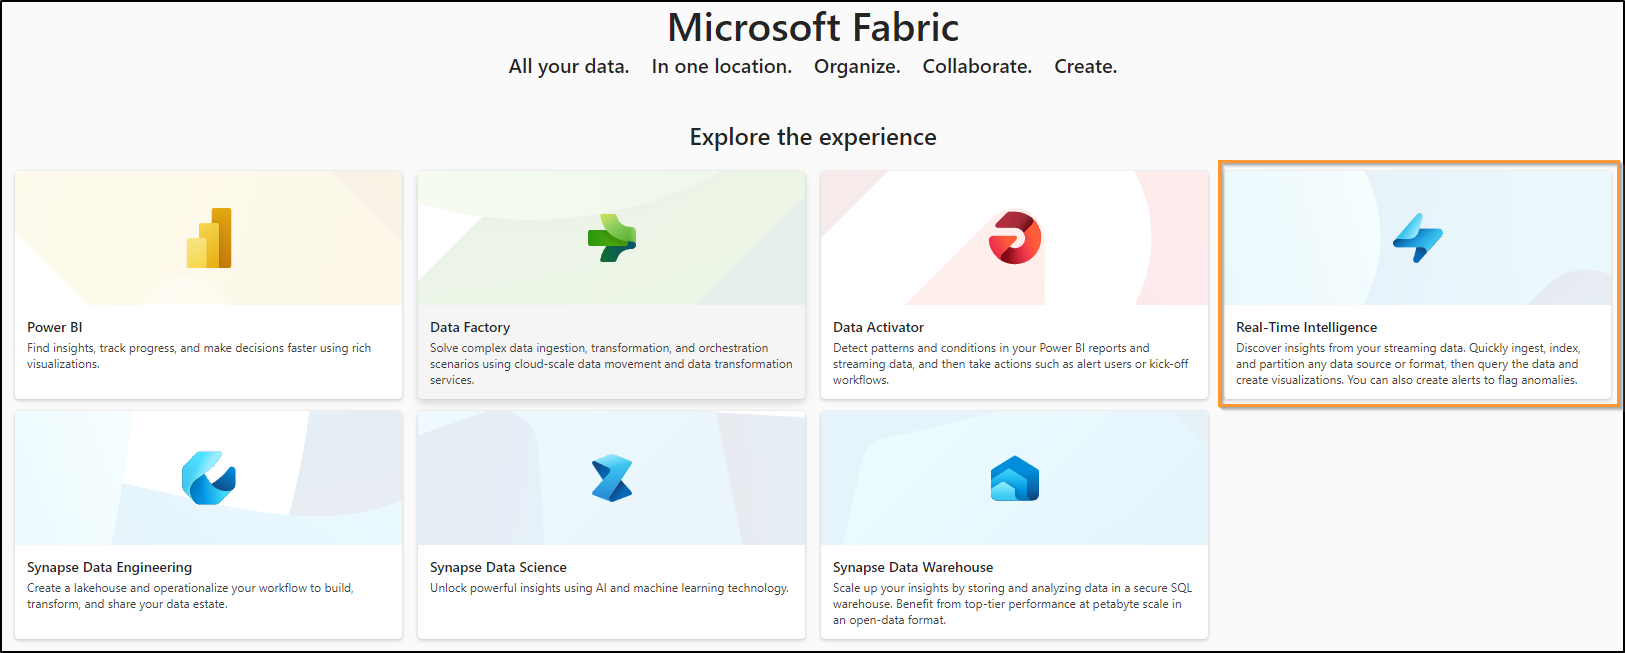 Microsoft Fabric
All your data. In one location. Organize. Collaborate. Create.
Explore the experience
Power BI
Find insights, track progress, and make decisions faster using rich
visualizations.
Data Factory
Solve complex data ingestion, transformation, and orchestration
scenarios using cloud-scale data movement and data transformation
services.
Data Activator
Detect patterns and conditions in your Power BI reports and
streaming data, and then take actions such as alert users or kick-off
workflows.
Real-Time Intelligence
Discover insights from your streaming data. Quickly ingest, index,
and partition any data source or format, then query the data and
create visualizations. You can also create alerts to flag anomalies.
Synapse Data Engineering
Create a lakehouse and operationalize your workflow to build,
transform, and share your data estate.
Synapse Data Science
Unlock powerful insights using AI and machine learning technology.
Synapse Data Warehouse
Scale up your insights by storing and analyzing data in a secure SQL
warehouse. Benefit from top-tier performance at petabyte scale in
an open-data format.